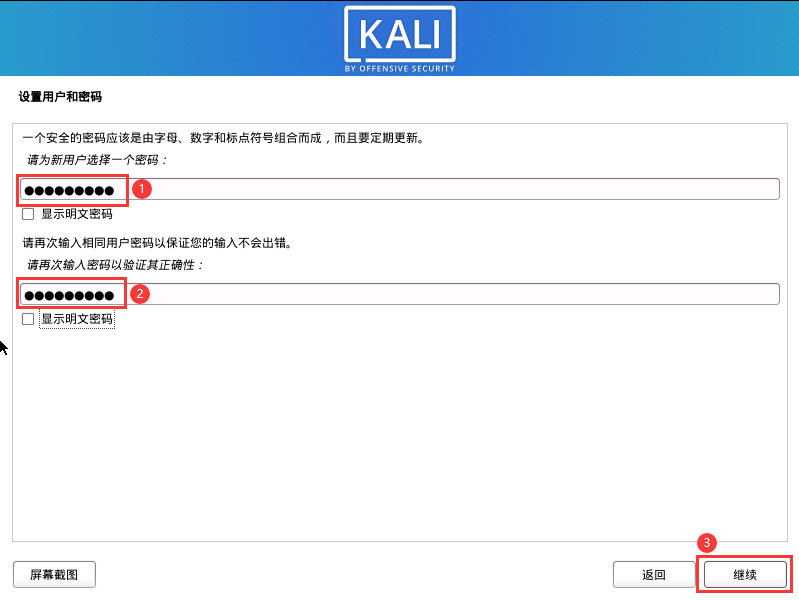 KALI
BY OFFENSIVE SECURITY
设置用户和密码
一个安全的密码应该是由字母、数字和标点符号组合而成，而且要定期更新。
请为新用户选择一个密码：
●●●●●●●●●
1
显示明文密码
请再次输入相同用户密码以保证您的输入不会出错。
请再次输入密码以验证其正确性：
●●●●●●●●●
2
显示明文密码
3
屏幕截图
返回
继续